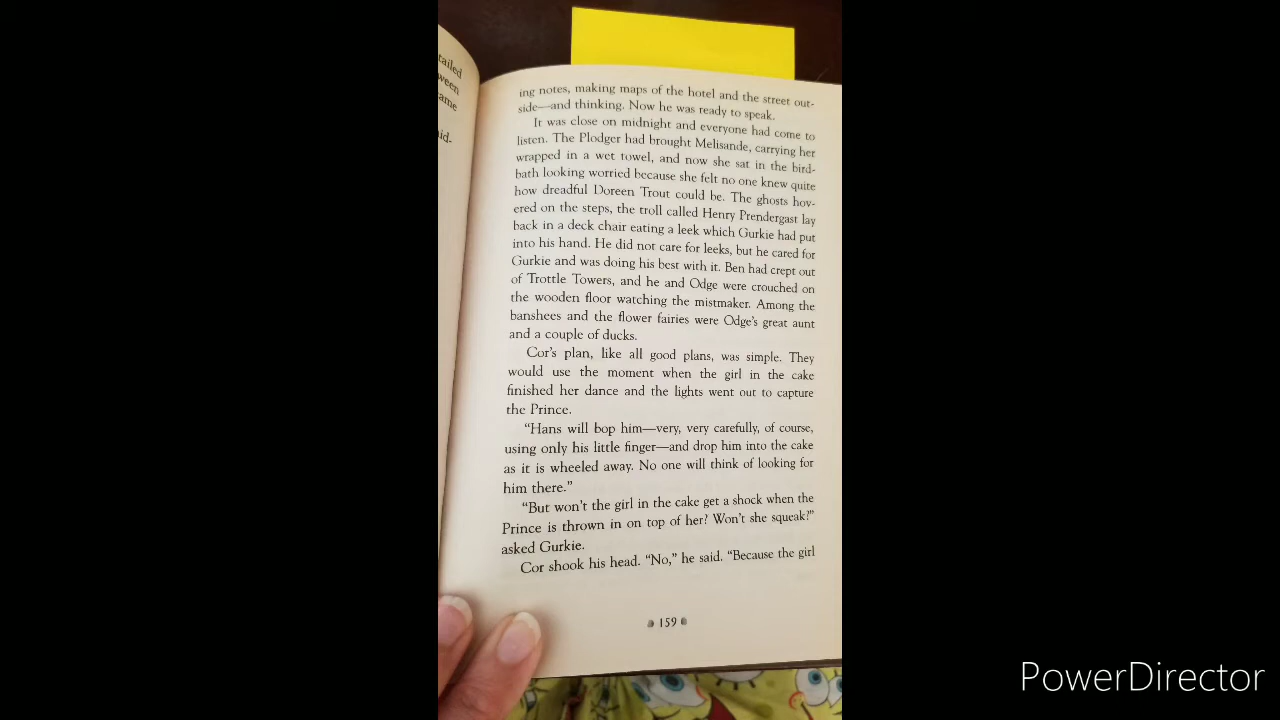 tailed
ween
ame
id-
ing notes, making maps of the hotel and the street out-
side—and thinking. Now he was ready to speak.
It was close on midnight and everyone had come to
listen. The Plodger had brought Melisande, carrying her
wrapped in a wet towel, and now she sat in the bird-
bath looking worried because she felt no one knew quite
how dreadful Doreen Trout could be. The ghosts hov-
ered on the steps, the troll called Henry Prendergast lay
back in a deck chair eating a leek which Gurkie had put
into his hand. He did not care for leeks, but he cared for
Gurkie and was doing his best with it. Ben had crept out
of Trottle Towers, and he and Odge were crouched on
the wooden floor watching the mistmaker. Among the
banshees and the flower fairies were Odge's great aunt
and a couple of ducks.
Cor's plan, like all good plans, was simple. They
would use the moment when the girl in the cake
finished her dance and the lights went out to capture
the Prince.
"Hans will bop him—very, very carefully, of course,
using only his little finger—and drop him into the cake
as it is wheeled away. No one will think of looking for
him there."
"But won't the girl in the cake get a shock when the
Prince is thrown in on top of her? Won't she squeak?"
asked Gurkie.
Cor shook his head. "No," he said. "Because the girl
159
PowerDirector